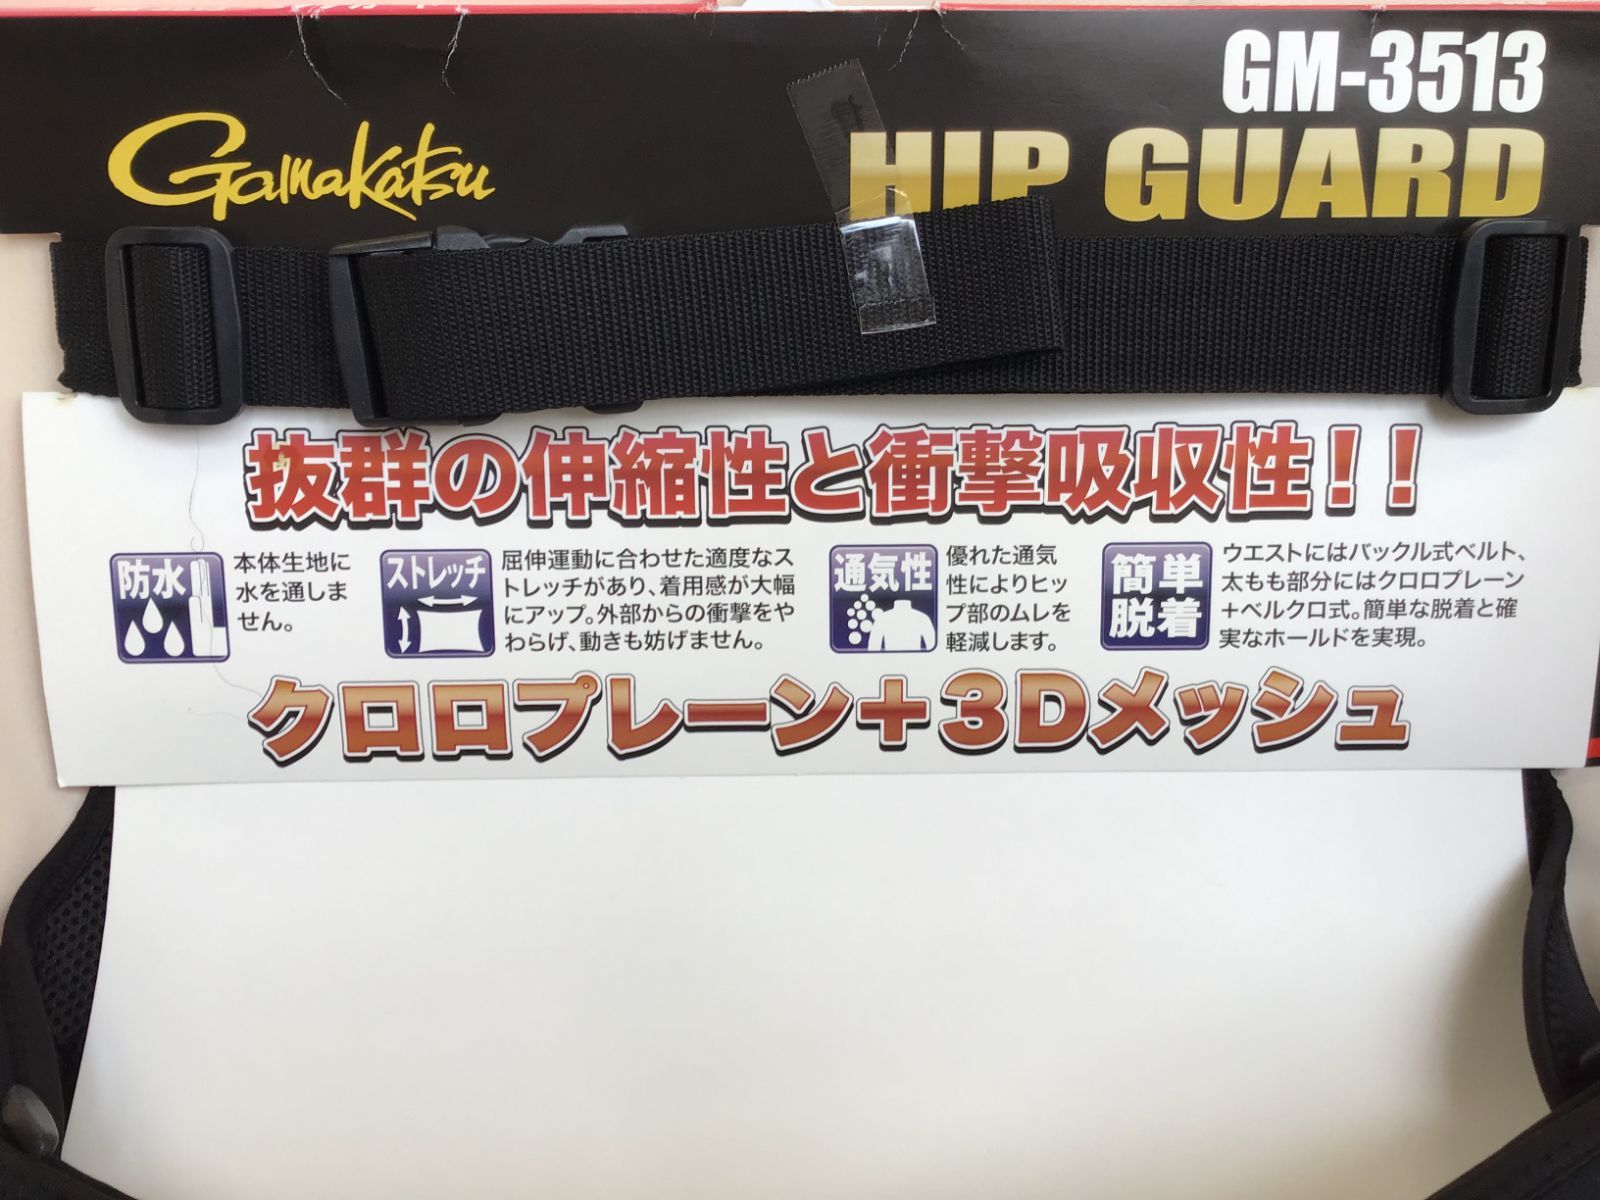 GM-3513
Gamakatsu
HIP GUARD
抜群の伸縮性と衝撃吸収性!!
防水
本体生地に
水を通しま
せん。
ストレッチ
屈伸運動に合わせた適度なス
トレッチがあり、着用感が大幅
にアップ。外部からの衝撃をや
わらげ、動きも妨げません。
通気性
優れた通気
性によりヒッ
プ部のムレを
軽減します。
簡単
脱着
ウエストにはバックル式ベルト、
太もも部分にはクロロプレーン
＋ベルクロ式。簡単な脱着と確
実なホールドを実現。
クロロプレーン＋3Dメッシュ